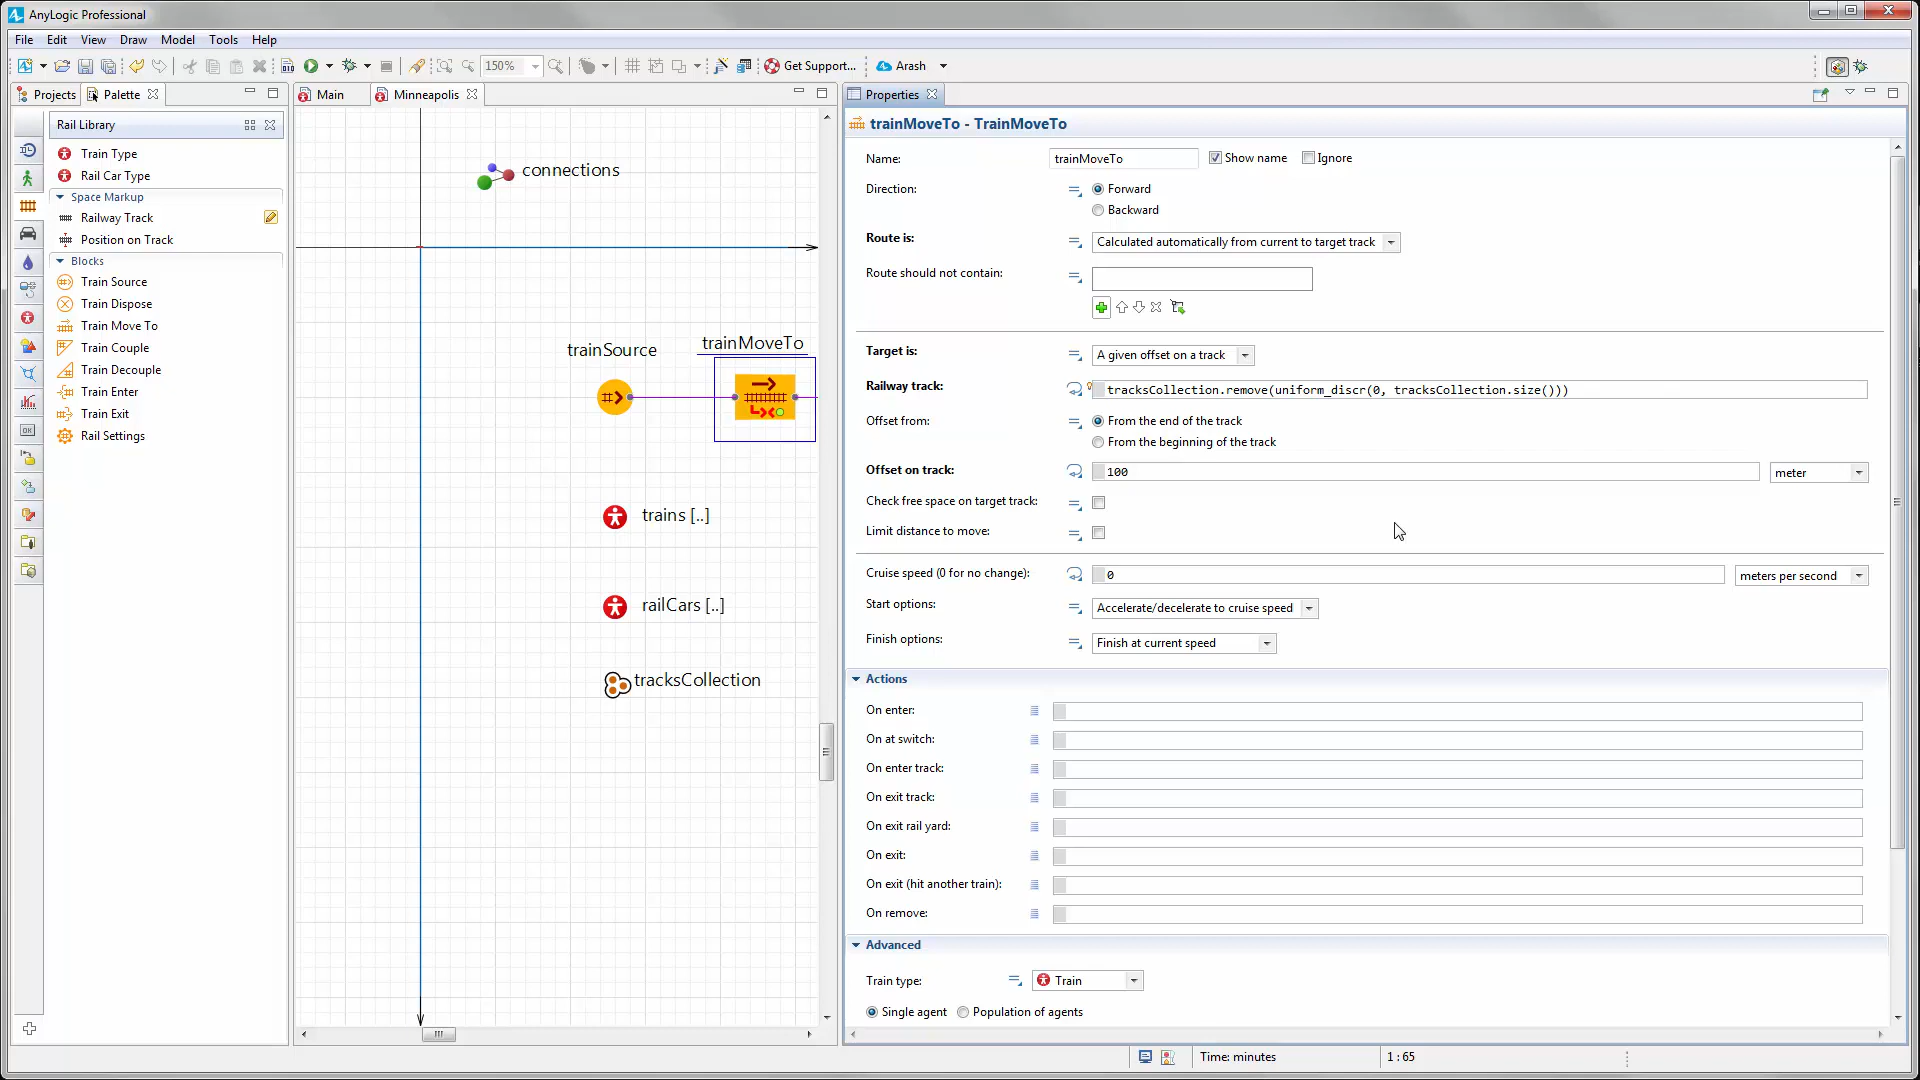 AnyLogic Professional
File Edit View Draw Model Tools Help
150% Get Support... Arash
Projects Palette
Main Minneapolis
Properties
Rail Library
Train Type
Rail Car Type
Space Markup
Railway Track
Position on Track
Blocks
Train Source
Train Dispose
Train Move To
Train Couple
Train Decouple
Train Enter
Train Exit
Rail Settings
connections
trainSource
trainMoveTo
trains [..]
railCars [..]
tracksCollection
trainMoveTo - TrainMoveTo
Name: trainMoveTo Show name Ignore
Direction: Forward
Backward
Route is: Calculated automatically from current to target track
Route should not contain:
Target is: A given offset on a track
Railway track: tracksCollection.remove(uniform_discr(0, tracksCollection.size()))
Offset from: From the end of the track
From the beginning of the track
Offset on track: 100 meter
Check free space on target track:
Limit distance to move:
Cruise speed (0 for no change): 0 meters per second
Start options: Accelerate/decelerate to cruise speed
Finish options: Finish at current speed
Actions
On enter:
On at switch:
On enter track:
On exit track:
On exit rail yard:
On exit:
On exit (hit another train):
On remove:
Advanced
Train type: Train
Single agent Population of agents
Time: minutes 1 : 65